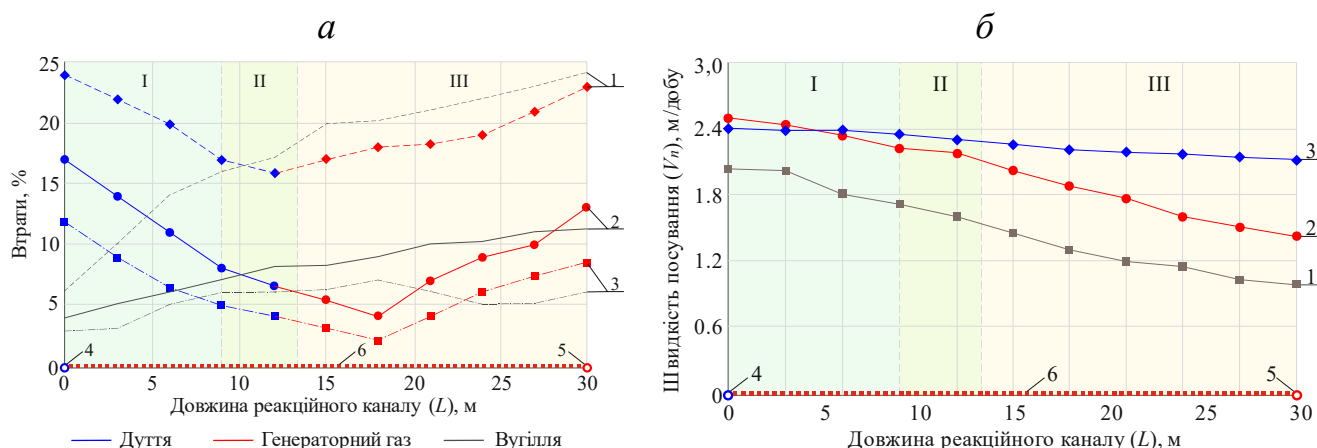 а
Втрати, %
25
20
15
10
5
0
I
II
III
1
2
3
4
6
5
0
5
10
15
20
25
30
Довжина реакційного каналу (L), м
Дуття
Генераторний газ
Вугілля
б
Швидкість посування (Vп), м/добу
3,0
2.4
1.8
1.2
0.6
0
I
II
III
3
2
1
4
6
5
0
5
10
15
20
25
30
Довжина реакційного каналу (L), м